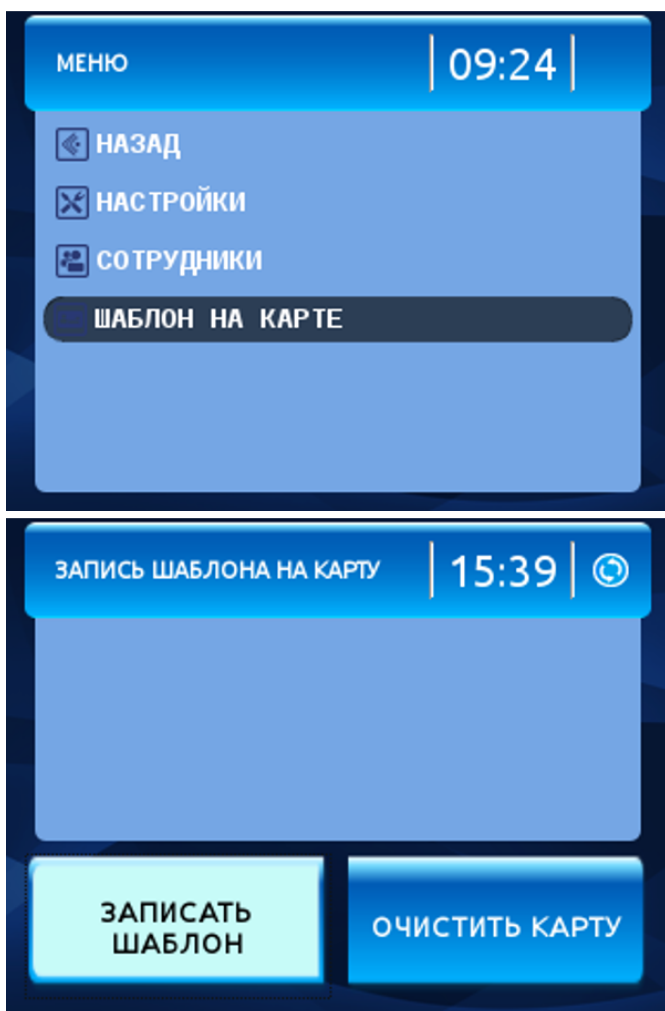 МЕНЮ
09:24
НАЗАД
НАСТРОЙКИ
СОТРУДНИКИ
ШАБЛОН НА КАРТЕ
ЗАПИСЬ ШАБЛОНА НА КАРТУ
15:39
ЗАПИСАТЬ
ШАБЛОН
ОЧИСТИТЬ КАРТУ